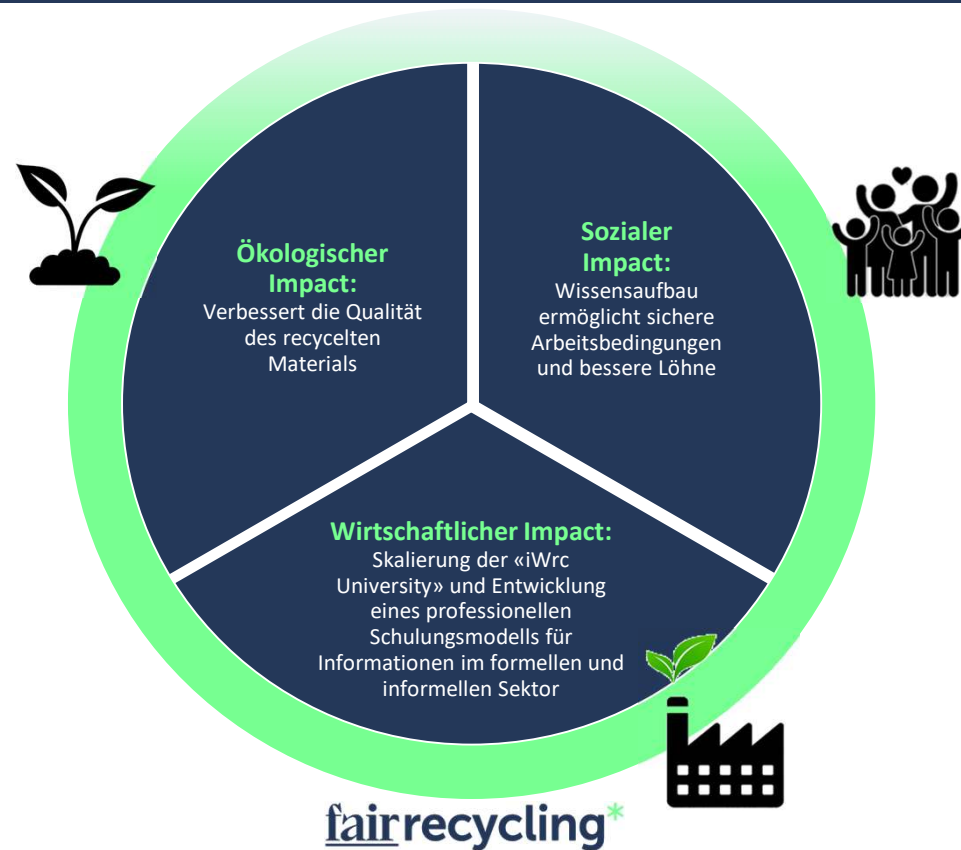 Ökologischer
Impact:
Verbessert die Qualität
des recycelten
Materials
Sozialer
Impact:
Wissensaufbau
ermöglicht sichere
Arbeitsbedingungen
und bessere Löhne
Wirtschaftlicher Impact:
Skalierung der «iWrc
University» und Entwicklung
eines professionellen
Schulungsmodells für
Informationen im formellen und
informellen Sektor
fairrecycling*